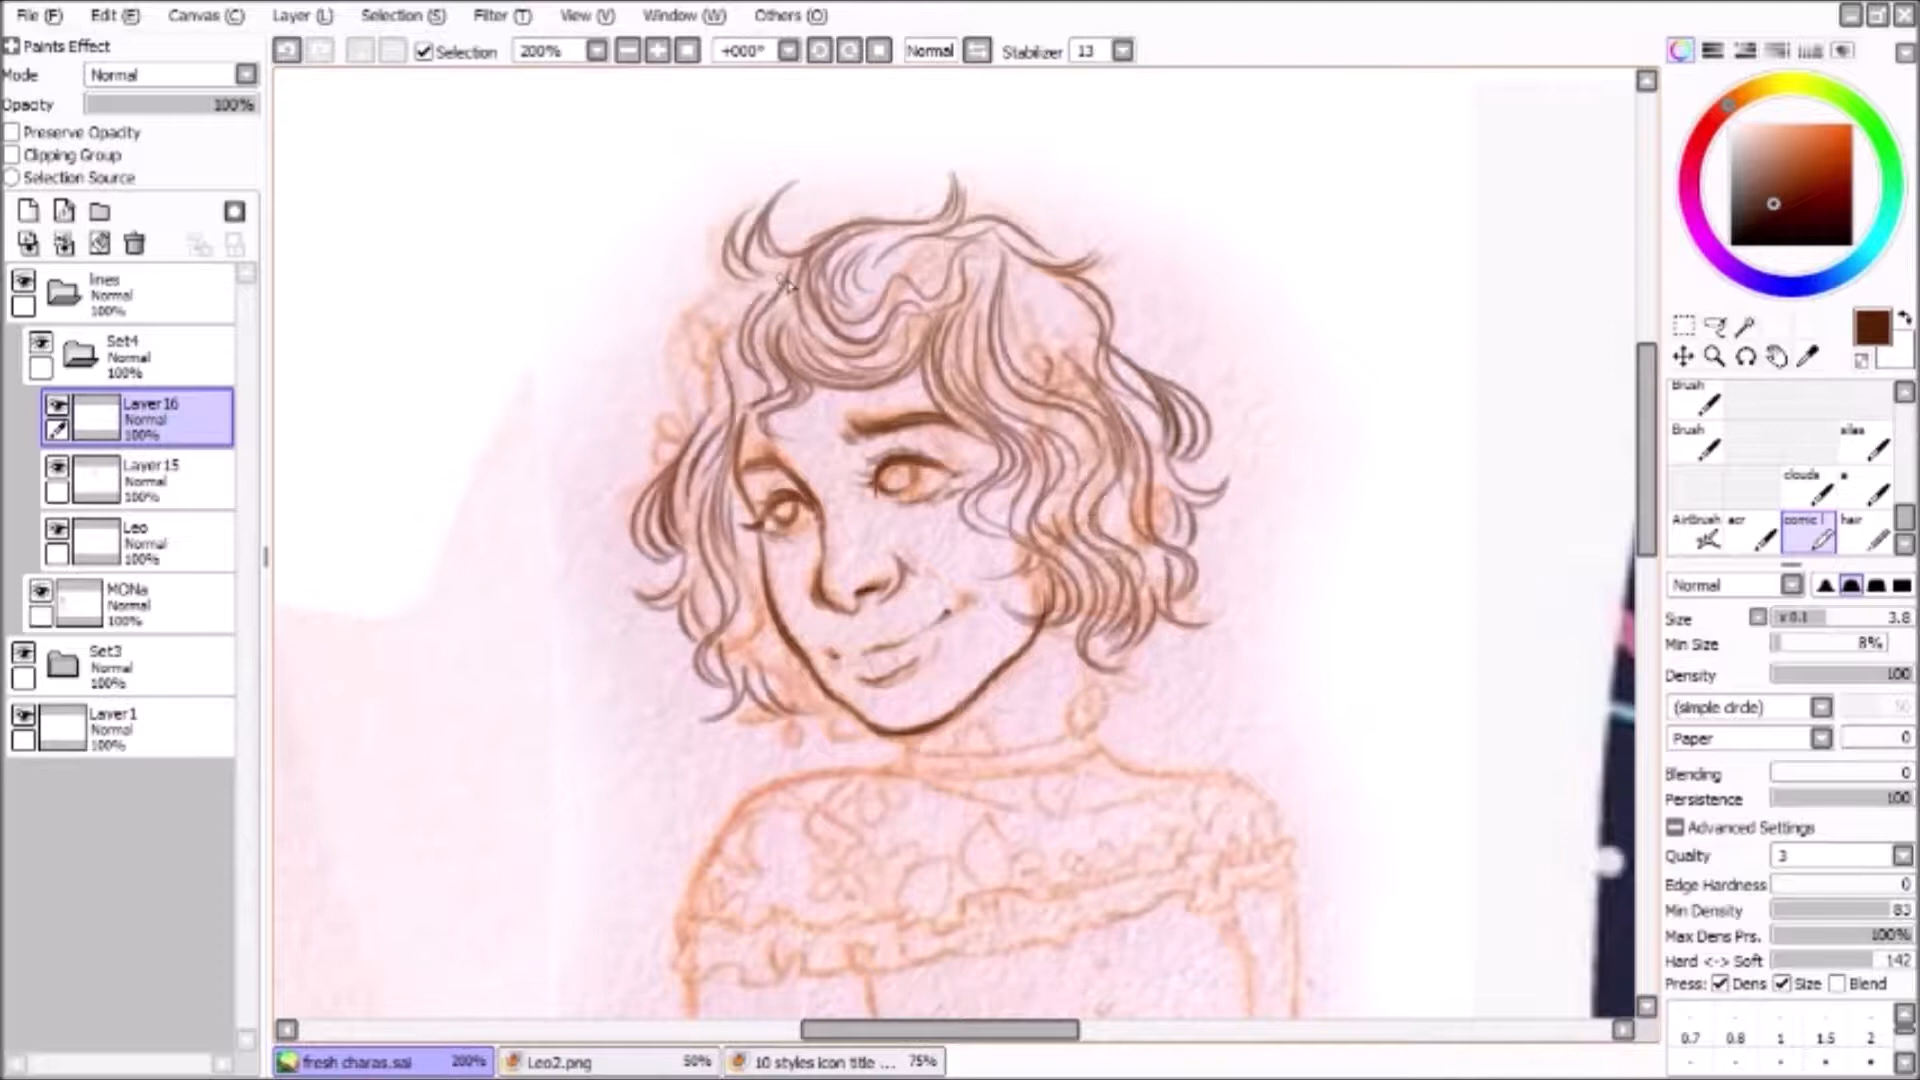 File (F) Edit (E) Canvas (C) Layer (L) Selection (S) Filter (T) View (V) Window (W) Others (O)
Paints Effect
Mode Normal
Opacity 100%
Preserve Opacity
Clipping Group
Selection Source
Selection 200% +000° Normal Stabilizer 13
lines
Normal
100%
Set4
Normal
100%
Layer16
Normal
100%
Layer15
Normal
100%
Leo
Normal
100%
MONa
Normal
100%
Set3
Normal
100%
Layer1
Normal
100%
Brush
Brush
clouds
AirBrush acr comic l hair
Normal
Size x 0.1 3.8
Min Size 8%
Density 100
(simple circle) 50
Paper 0
Blending 0
Persistence 100
Advanced Settings
Quality 3
Edge Hardness 0
Min Density 83
Max Dens Prs. 100%
Hard <-> Soft 142
Press: Dens Size Blend
0.7 0.8 1 1.5 2
fresh charas.sai 200% Leo2.png 50% 10 styles icon title ... 75%